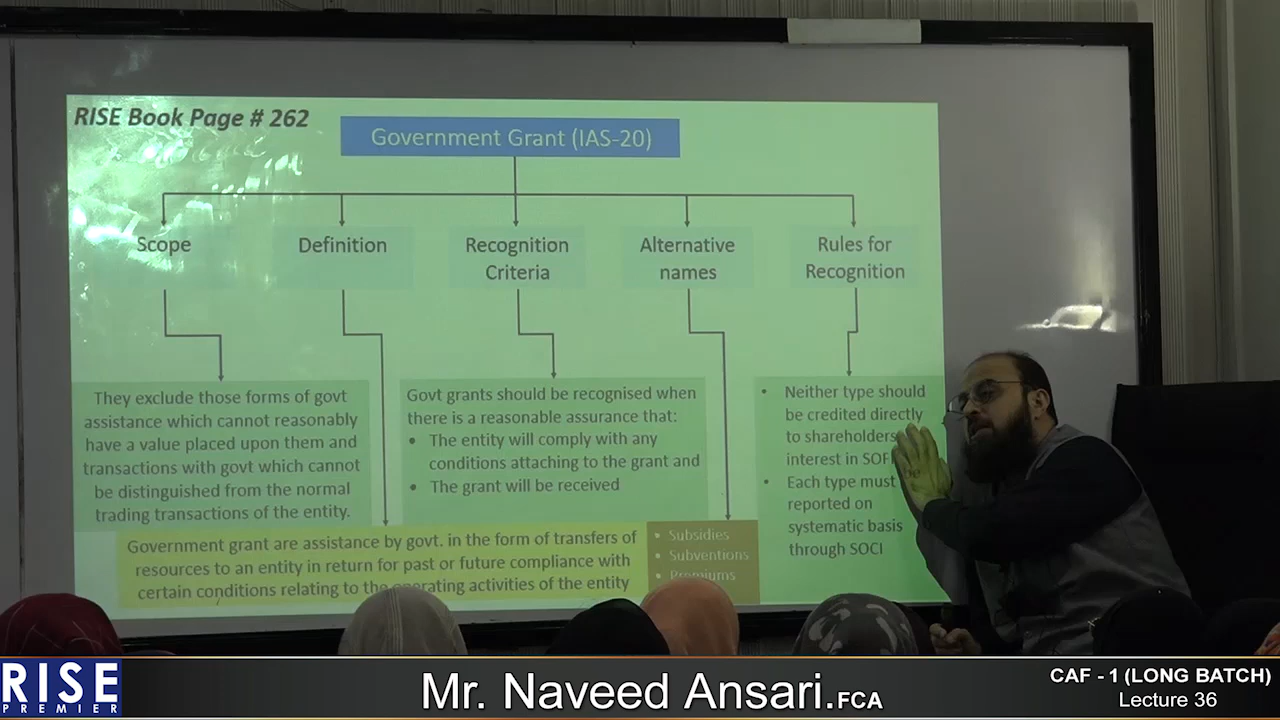 RISE Book Page # 262
Government Grant (IAS-20)
Scope
Definition
Recognition
Criteria
Alternative
names
Rules for
Recognition
They exclude those forms of govt
assistance which cannot reasonably
have a value placed upon them and
transactions with govt which cannot
be distinguished from the normal
trading transactions of the entity.
Government grant are assistance by govt. in the form of transfers of
resources to an entity in return for past or future compliance with
certain conditions relating to the operating activities of the entity
Govt grants should be recognised when
there is a reasonable assurance that:
• The entity will comply with any
conditions attaching to the grant and
• The grant will be received
• Subsidies
• Subventions
• Premiums
• Neither type should
be credited directly
to shareholders
interest in
• Each type must
reported on
systematic basis
through SOCI
RISE
PREMIER
Mr. Naveed Ansari.FCA
CAF - 1 (LONG BATCH)
Lecture 36